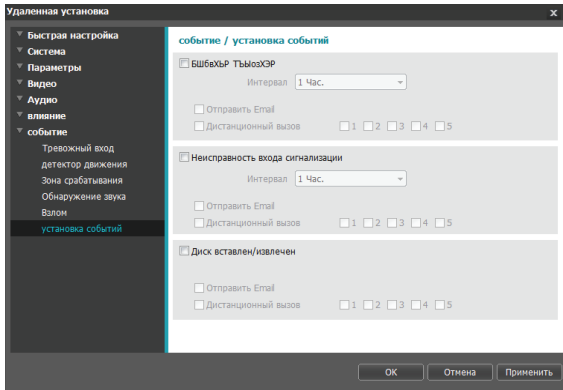 Удаленная установка
x
Быстрая настройка
Система
Параметры
Видео
Аудио
влияние
событие
Тревожный вход
детектор движения
Зона срабатывания
Обнаружение звука
Взлом
установка событий
событие / установка событий
БШбвХЬР ТЪЫозХЭР
Интервал 1 Час.
Отправить Email
Дистанционный вызов 1 2 3 4 5
Неисправность входа сигнализации
Интервал 1 Час.
Отправить Email
Дистанционный вызов 1 2 3 4 5
Диск вставлен/извлечен
Отправить Email
Дистанционный вызов 1 2 3 4 5
OK Отмена Применить